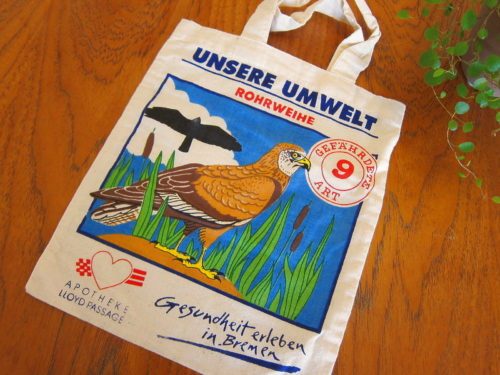 UNSERE UMWELT
ROHRWEIHE
GEFÄHRDETE
9
ART
APOTHEKE
LLOYD PASSAGE
Gesundheit erleben
in Bremen